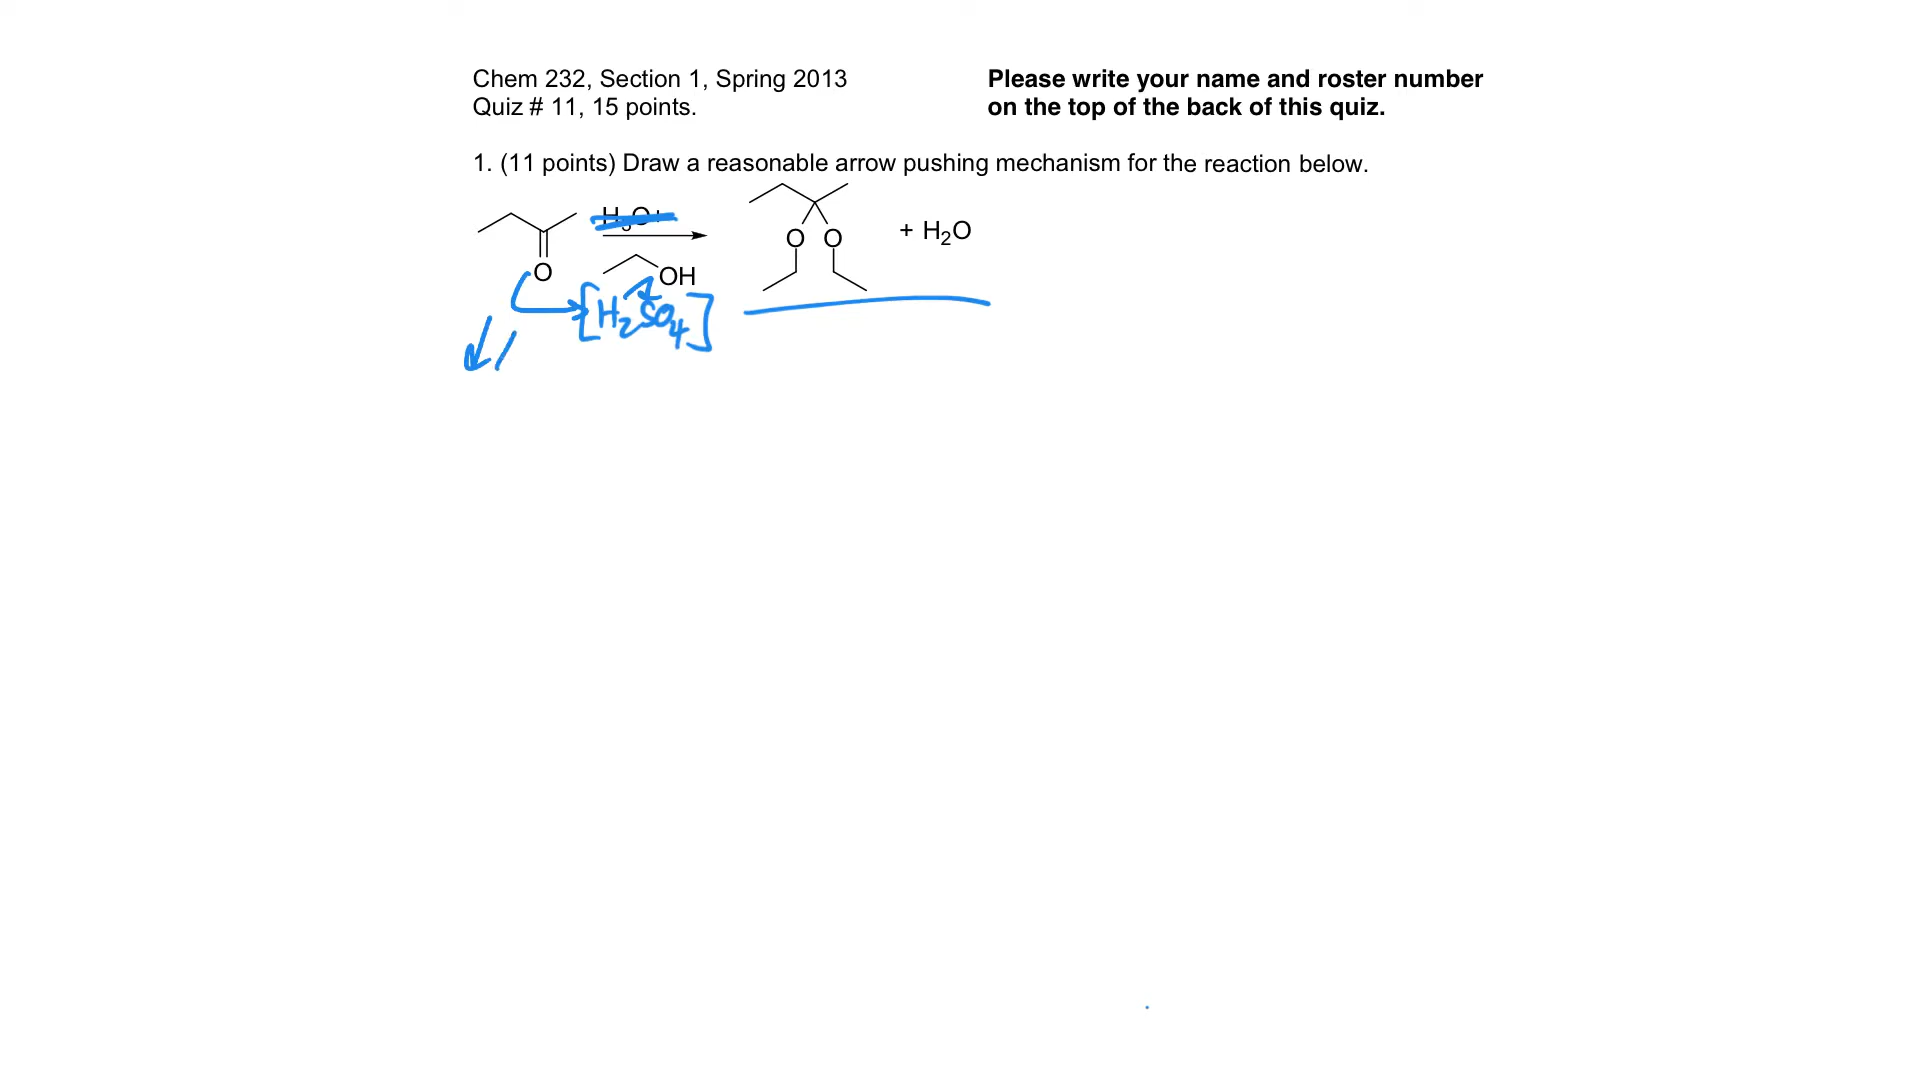 Chem 232, Section 1, Spring 2013
Quiz # 11, 15 points.
Please write your name and roster number
on the top of the back of this quiz.
1. (11 points) Draw a reasonable arrow pushing mechanism for the reaction below.
H₃O+
O
OH
O O
+ H₂O
[H₂SO₄]